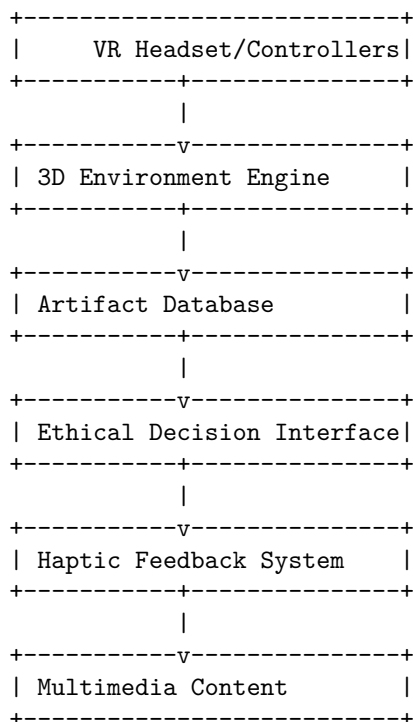 VR Headset/Controllers
3D Environment Engine
Artifact Database
Ethical Decision Interface
Haptic Feedback System
Multimedia Content